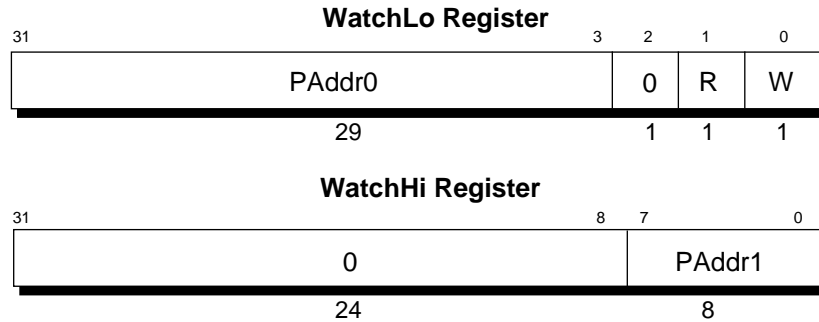 WatchLo Register
31 3 2 1 0
PAddr0 0 R W
29 1 1 1
WatchHi Register
31 8 7 0
0 PAddr1
24 8